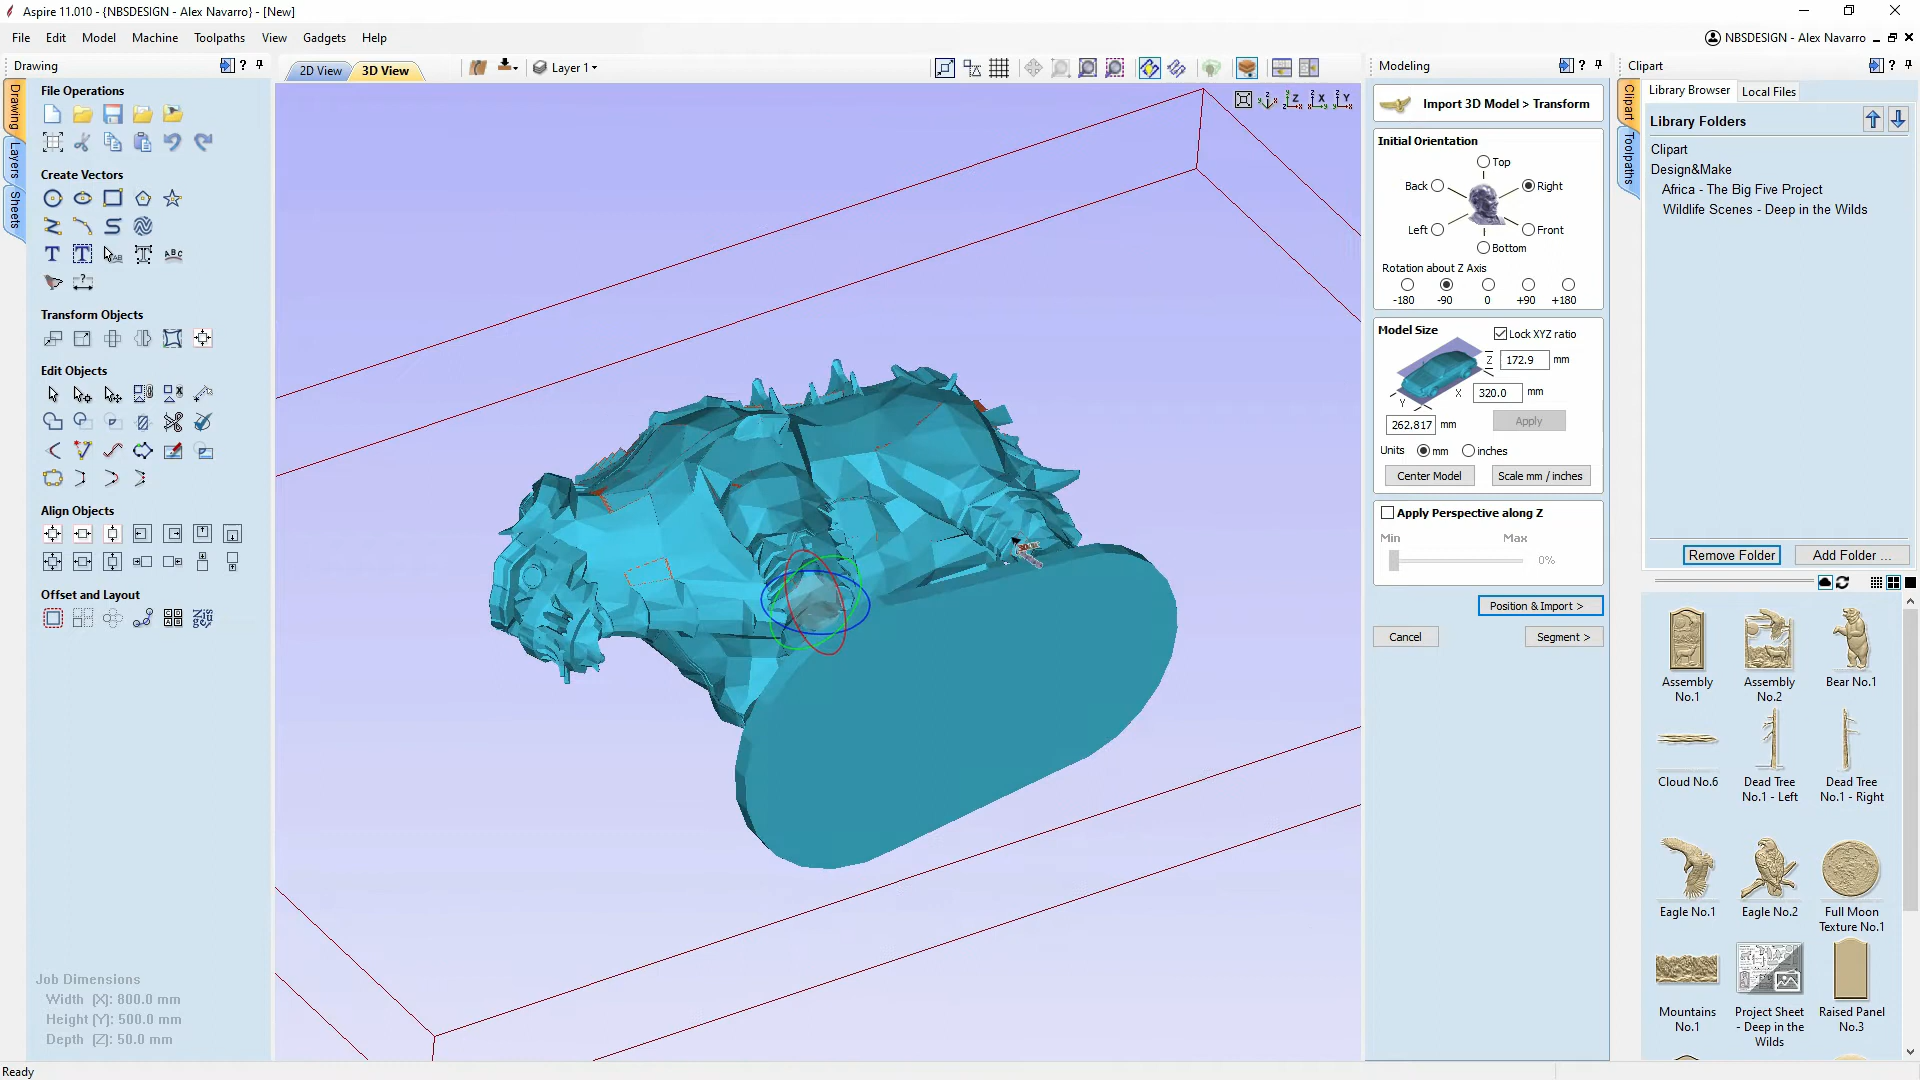 Aspire 11.010 - {NBSDESIGN - Alex Navarro} - [New]
File Edit Model Machine Toolpaths View Gadgets Help
NBSDESIGN - Alex Navarro
Drawing
2D View
3D View
Layer 1
Modeling
Clipart
Drawing
Layers
Sheets
File Operations
Create Vectors
Transform Objects
Edit Objects
Align Objects
Offset and Layout
Job Dimensions
Width (X): 800.0 mm
Height (Y): 500.0 mm
Depth (Z): 50.0 mm
Ready
Import 3D Model > Transform
Initial Orientation
Top
Back
Right
Left
Front
Bottom
Rotation about Z Axis
-180 -90 0 +90 +180
Model Size
Lock XYZ ratio
Z 172.9 mm
X 320.0 mm
Y
262.817 mm
Apply
Units mm inches
Center Model
Scale mm / inches
Apply Perspective along Z
Min Max
0%
Position & Import >
Cancel
Segment >
Clipart
Toolpaths
Library Browser
Local Files
Library Folders
Clipart
Design&Make
Africa - The Big Five Project
Wildlife Scenes - Deep in the Wilds
Remove Folder
Add Folder ...
Assembly No.1
Assembly No.2
Bear No.1
Cloud No.6
Dead Tree No.1 - Left
Dead Tree No.1 - Right
Eagle No.1
Eagle No.2
Full Moon Texture No.1
Mountains No.1
Project Sheet - Deep in the Wilds
Raised Panel No.3